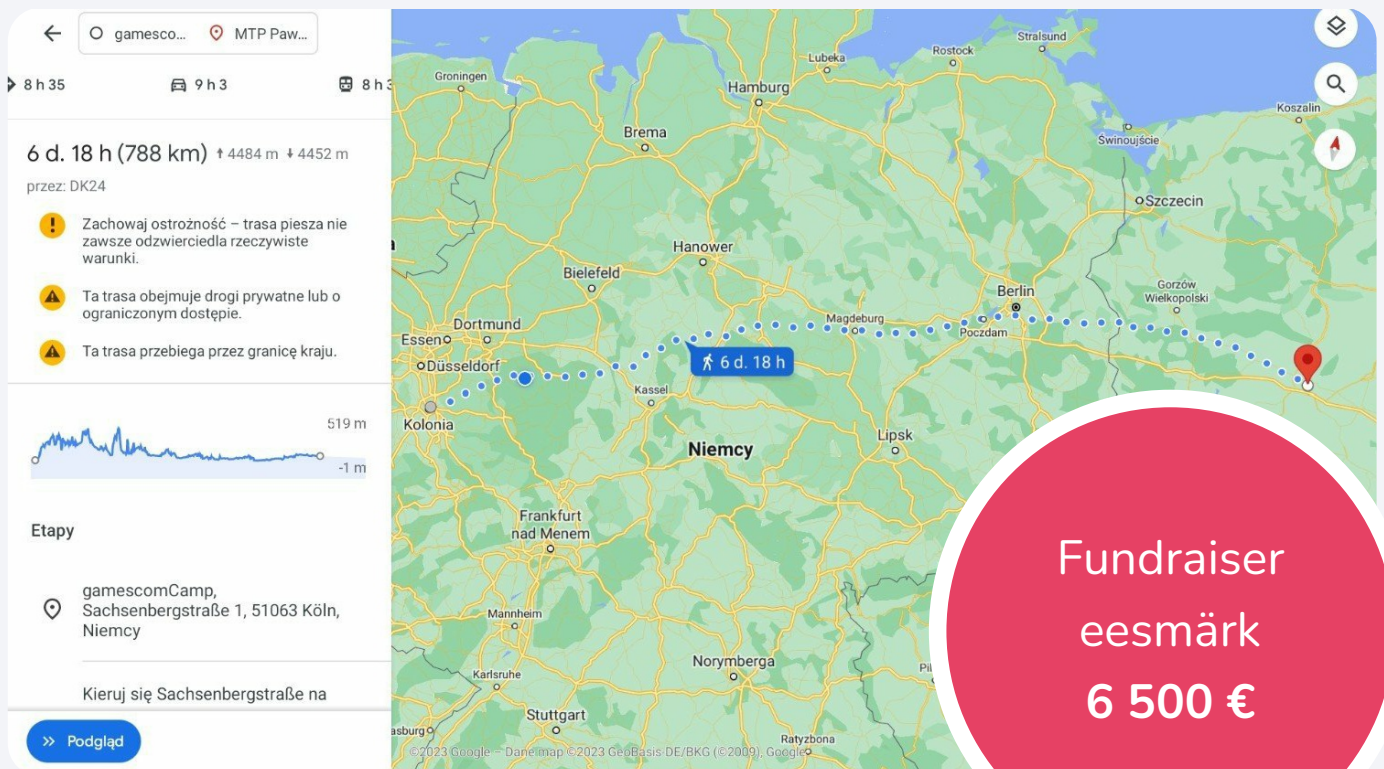 gamesco... MTP Paw...
8 h 35 9 h 3
6 d. 18 h (788 km) 4484 m 4452 m
przez: DK24
Zachowaj ostrożność – trasa piesza nie
zawsze odzwierciedla rzeczywiste
warunki.
Ta trasa obejmuje drogi prywatne lub o
ograniczonym dostępie.
Ta trasa przebiega przez granicę kraju.
519 m
-1 m
Etapy
gamescomCamp,
Sachsenbergstraße 1, 51063 Köln,
Niemcy
Kieruj się Sachsenbergstraße na
Podgląd
Stralsund
Rostock
Lubeka
Groningen
Hamburg
Koszalin
Brema
Świnoujście
Szczecin
Hanower
Bielefeld
Berlin
Gorzów
Wielkopolski
Magdeburg
Dortmund
Poczdam
Essen
6 d. 18 h
Düsseldorf
Kassel
Kolonia
Lipsk
Niemcy
Frankfurt
nad Menem
Mannheim
Norymberga
Karlsruhe
Stuttgart
Ratyzbona
©2023 Google – Dane map ©2023 GeoBasis-DE/BKG (©2009), Google
Fundraiser
eesmärk
6 500 €